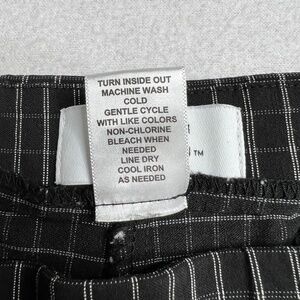 TURN INSIDE OUT
MACHINE WASH
COLD
GENTLE CYCLE
WITH LIKE COLORS
NON-CHLORINE
BLEACH WHEN
NEEDED
LINE DRY
COOL IRON
AS NEEDED
™